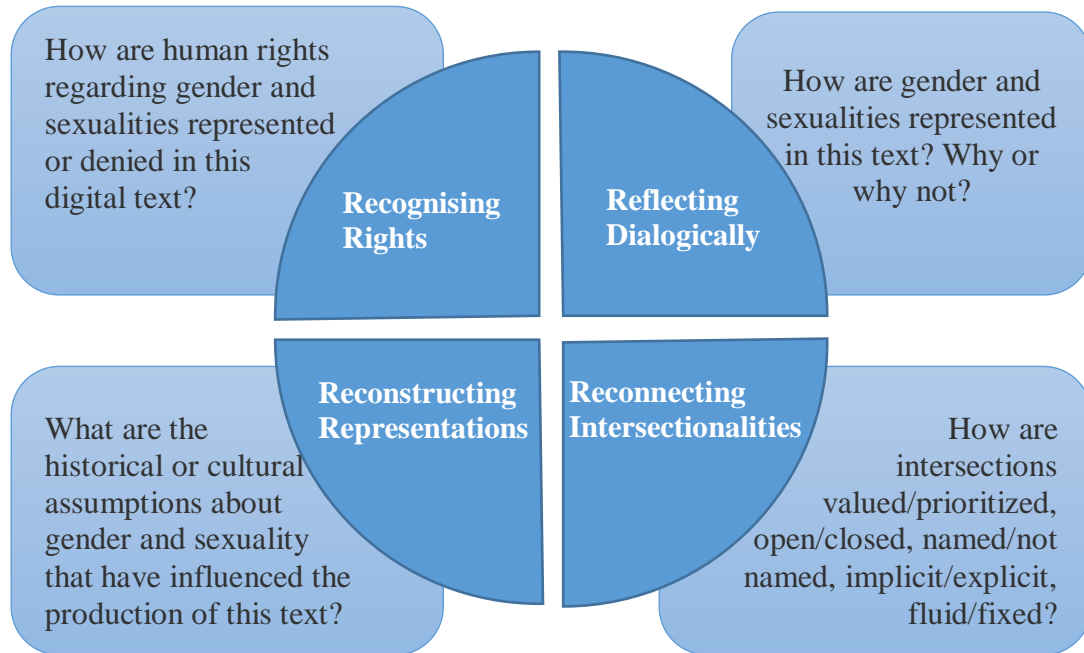 How are human rights
regarding gender and
sexualities represented
or denied in this
digital text?
Recognising
Rights
How are gender and
sexualities represented
in this text? Why or
why not?
Reflecting
Dialogically
What are the
historical or cultural
assumptions about
gender and sexuality
that have influenced the
production of this text?
Reconstructing
Representations
Reconnecting
Intersectionalities
How are
intersections
valued/prioritized,
open/closed, named/not
named, implicit/explicit,
fluid/fixed?